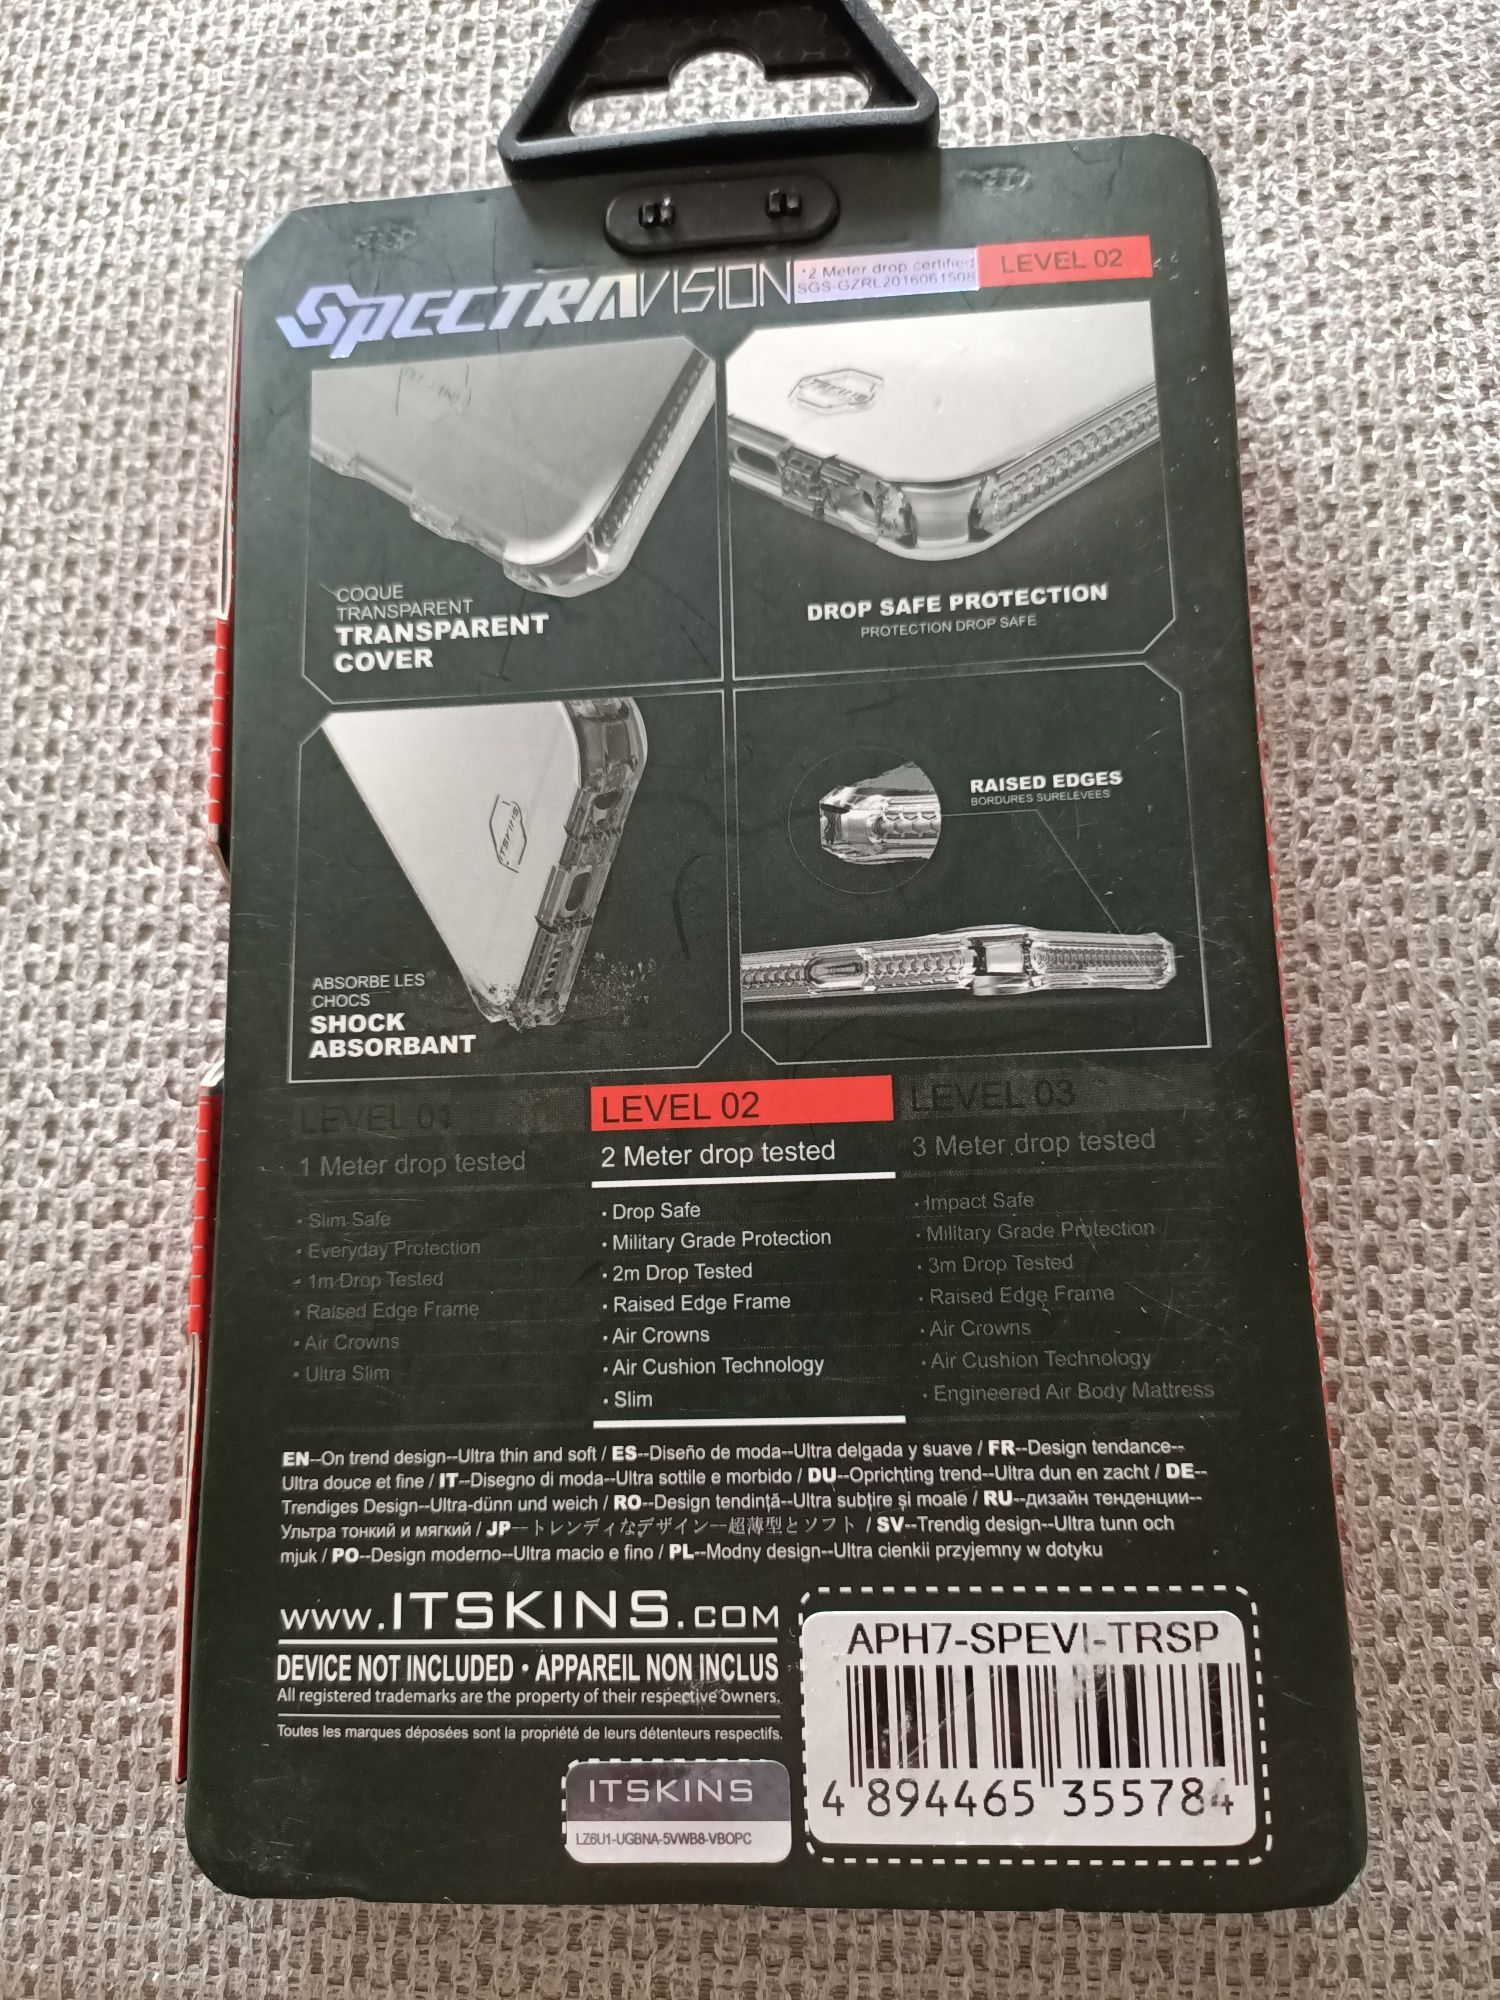 SPECTRAVISION
*2 Meter drop certified
SGS-GZRL2016061508
LEVEL 02
ITSKINS
COQUE
TRANSPARENT
TRANSPARENT
COVER
DROP SAFE PROTECTION
PROTECTION DROP SAFE
ITSKINS
ABSORBE LES
CHOCS
SHOCK
ABSORBANT
RAISED EDGES
BORDURES SURELEVEES
LEVEL 01
1 Meter drop tested
• Slim Safe
• Everyday Protection
• 1m Drop Tested
• Raised Edge Frame
• Air Crowns
• Ultra Slim
LEVEL 02
2 Meter drop tested
• Drop Safe
• Military Grade Protection
• 2m Drop Tested
• Raised Edge Frame
• Air Crowns
• Air Cushion Technology
• Slim
LEVEL 03
3 Meter drop tested
• Impact Safe
• Military Grade Protection
• 3m Drop Tested
• Raised Edge Frame
• Air Crowns
• Air Cushion Technology
• Engineered Air Body Mattress
EN--On trend design--Ultra thin and soft / ES--Diseño de moda--Ultra delgada y suave / FR--Design tendance--
Ultra douce et fine / IT--Disegno di moda--Ultra sottile e morbido / DU--Oprichting trend--Ultra dun en zacht / DE--
Trendiges Design--Ultra-dünn und weich / RO--Design tendință--Ultra subțire și moale / RU--дизайн тенденции--
Ультра тонкий и мягкий / JP--トレンディなデザイン--超薄型とソフト / SV--Trendig design--Ultra tunn och
mjuk / PO--Design moderno--Ultra macio e fino / PL--Modny design--Ultra cienkii przyjemny w dotyku
www.ITSKINS.COM
DEVICE NOT INCLUDED • APPAREIL NON INCLUS
All registered trademarks are the property of their respective owners.
Toutes les marques déposées sont la propriété de leurs détenteurs respectifs.
ITSKINS
LZ6U1-UGBNA-5VWB8-VBOPC
APH7-SPEVI-TRSP
4 894465 355784